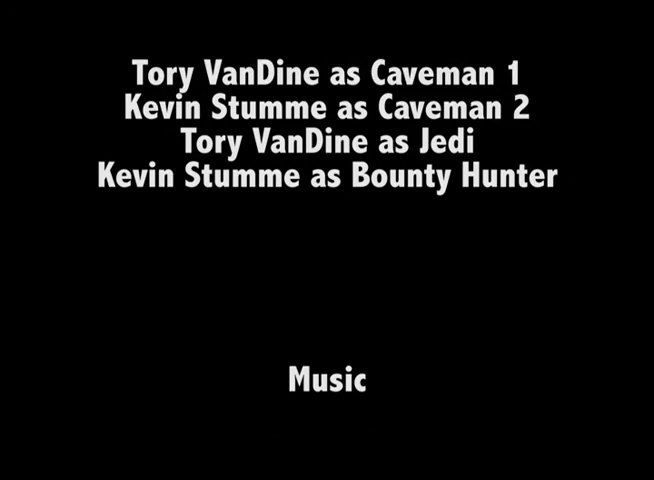 Tory VanDine as Caveman 1
Kevin Stumme as Caveman 2
Tory VanDine as Jedi
Kevin Stumme as Bounty Hunter
Music